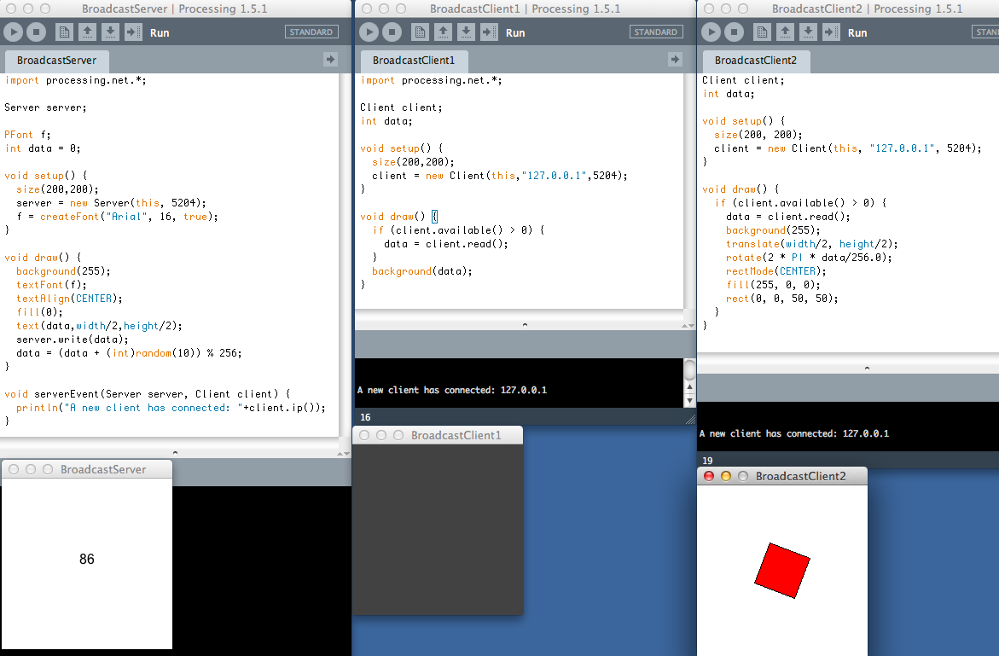 BroadcastServer | Processing 1.5.1
Run
STANDARD
BroadcastServer
import processing.net.*;
Server server;
PFont f;
int data = 0;
void setup() {
size(200,200);
server = new Server(this, 5204);
f = createFont("Arial", 16, true);
}
void draw() {
background(255);
textFont(f);
textAlign(CENTER);
fill(0);
text(data,width/2,height/2);
server.write(data);
data = (data + (int)random(10)) % 256;
}
void serverEvent(Server server, Client client) {
println("A new client has connected: "+client.ip());
}
BroadcastServer
86
BroadcastClient1 | Processing 1.5.1
Run
STANDARD
BroadcastClient1
import processing.net.*;
Client client;
int data;
void setup() {
size(200,200);
client = new Client(this,"127.0.0.1",5204);
}
void draw() {
if (client.available() > 0) {
data = client.read();
}
background(data);
}
A new client has connected: 127.0.0.1
16
BroadcastClient1
BroadcastClient2 | Processing 1.5.1
Run
STAN
BroadcastClient2
Client client;
int data;
void setup() {
size(200, 200);
client = new Client(this, "127.0.0.1", 5204);
}
void draw() {
if (client.available() > 0) {
data = client.read();
background(255);
translate(width/2, height/2);
rotate(2 * PI * data/256.0);
rectMode(CENTER);
fill(255, 0, 0);
rect(0, 0, 50, 50);
}
}
A new client has connected: 127.0.0.1
19
BroadcastClient2